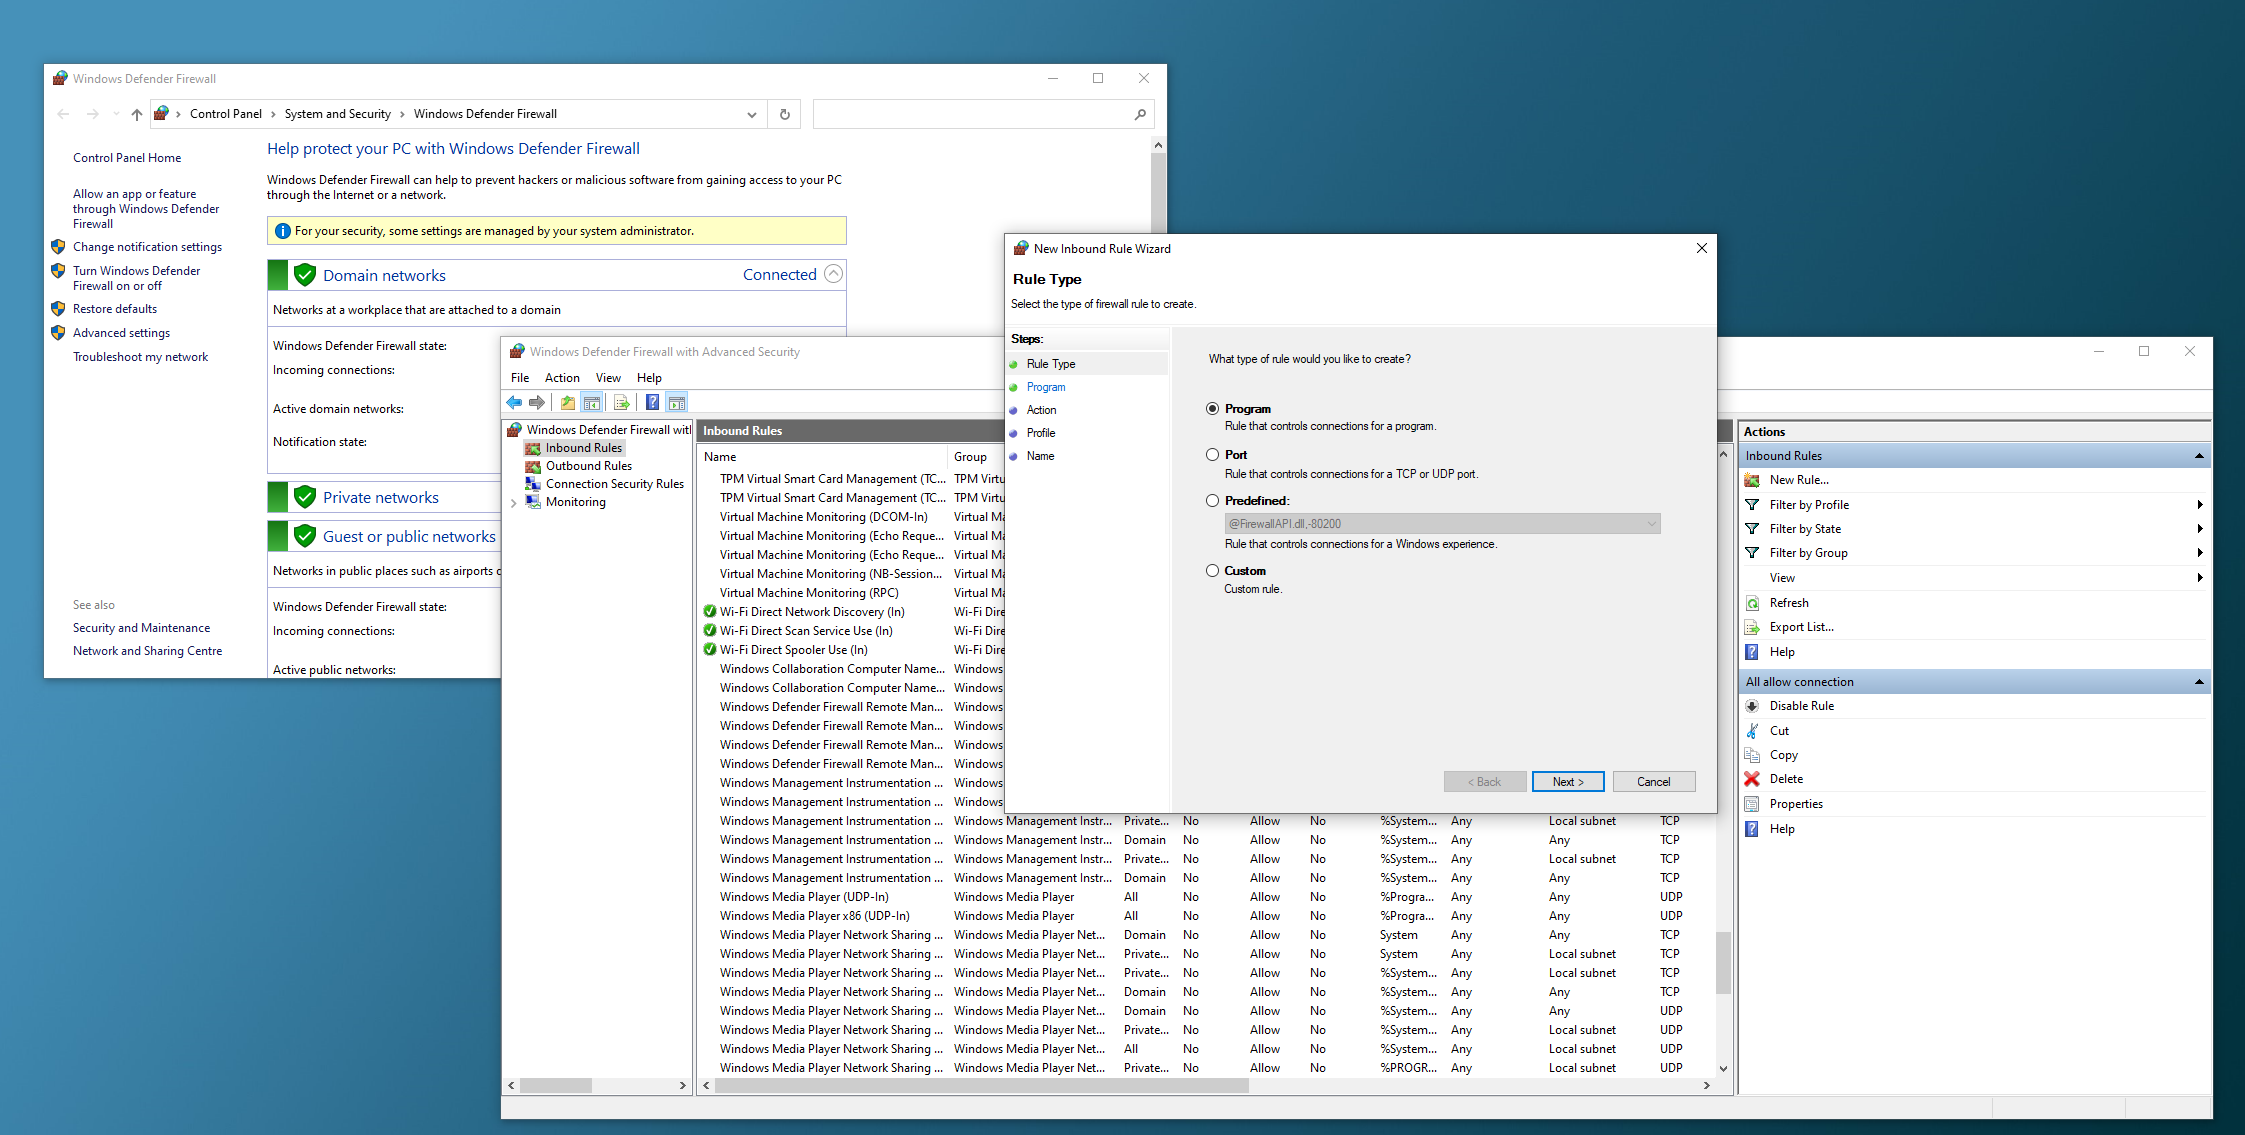 Windows Defender Firewall
Control Panel > System and Security > Windows Defender Firewall
Control Panel Home
Allow an app or feature
through Windows Defender
Firewall
Change notification settings
Turn Windows Defender
Firewall on or off
Restore defaults
Advanced settings
Troubleshoot my network
See also
Security and Maintenance
Network and Sharing Centre
Help protect your PC with Windows Defender Firewall
Windows Defender Firewall can help to prevent hackers or malicious software from gaining access to your PC
through the Internet or a network.
For your security, some settings are managed by your system administrator.
Domain networks Connected
Networks at a workplace that are attached to a domain
Windows Defender Firewall state:
Incoming connections:
Active domain networks:
Notification state:
Private networks
Guest or public networks
Networks in public places such as airports
Windows Defender Firewall state:
Incoming connections:
Active public networks:
Windows Defender Firewall with Advanced Security
File Action View Help
Windows Defender Firewall with
Inbound Rules
Outbound Rules
Connection Security Rules
Monitoring
Inbound Rules
Name Group
TPM Virtual Smart Card Management (TC... TPM Virtu
TPM Virtual Smart Card Management (TC... TPM Virtu
Virtual Machine Monitoring (DCOM-In) Virtual Ma
Virtual Machine Monitoring (Echo Reque... Virtual Ma
Virtual Machine Monitoring (Echo Reque... Virtual Ma
Virtual Machine Monitoring (NB-Session... Virtual Ma
Virtual Machine Monitoring (RPC) Virtual Ma
Wi-Fi Direct Network Discovery (In) Wi-Fi Dire
Wi-Fi Direct Scan Service Use (In) Wi-Fi Dire
Wi-Fi Direct Spooler Use (In) Wi-Fi Dire
Windows Collaboration Computer Name... Windows
Windows Collaboration Computer Name... Windows
Windows Defender Firewall Remote Man... Windows
Windows Defender Firewall Remote Man... Windows
Windows Defender Firewall Remote Man... Windows
Windows Defender Firewall Remote Man... Windows
Windows Management Instrumentation ... Windows
Windows Management Instrumentation ... Windows
Windows Management Instrumentation ... Windows Management Instr... Private... No Allow No %System... Any Local subnet TCP
Windows Management Instrumentation ... Windows Management Instr... Domain No Allow No %System... Any Any TCP
Windows Management Instrumentation ... Windows Management Instr... Private... No Allow No %System... Any Local subnet TCP
Windows Management Instrumentation ... Windows Management Instr... Domain No Allow No %System... Any Any TCP
Windows Media Player (UDP-In) Windows Media Player All No Allow No %Progra... Any Any UDP
Windows Media Player x86 (UDP-In) Windows Media Player All No Allow No %Progra... Any Any UDP
Windows Media Player Network Sharing ... Windows Media Player Net... Domain No Allow No System Any Any TCP
Windows Media Player Network Sharing ... Windows Media Player Net... Private... No Allow No System Any Local subnet TCP
Windows Media Player Network Sharing ... Windows Media Player Net... Private... No Allow No %System... Any Local subnet TCP
Windows Media Player Network Sharing ... Windows Media Player Net... Domain No Allow No %System... Any Any TCP
Windows Media Player Network Sharing ... Windows Media Player Net... Domain No Allow No %System... Any Any UDP
Windows Media Player Network Sharing ... Windows Media Player Net... Private... No Allow No %System... Any Local subnet UDP
Windows Media Player Network Sharing ... Windows Media Player Net... All No Allow No %System... Any Local subnet UDP
Windows Media Player Network Sharing ... Windows Media Player Net... Private... No Allow No %PROGR... Any Local subnet UDP
New Inbound Rule Wizard
Rule Type
Select the type of firewall rule to create.
Steps:
Rule Type
Program
Action
Profile
Name
What type of rule would you like to create?
Program
Rule that controls connections for a program.
Port
Rule that controls connections for a TCP or UDP port.
Predefined:
@FirewallAPI.dll,-80200
Rule that controls connections for a Windows experience.
Custom
Custom rule.
< Back Next > Cancel
Actions
Inbound Rules
New Rule...
Filter by Profile
Filter by State
Filter by Group
View
Refresh
Export List...
Help
All allow connection
Disable Rule
Cut
Copy
Delete
Properties
Help